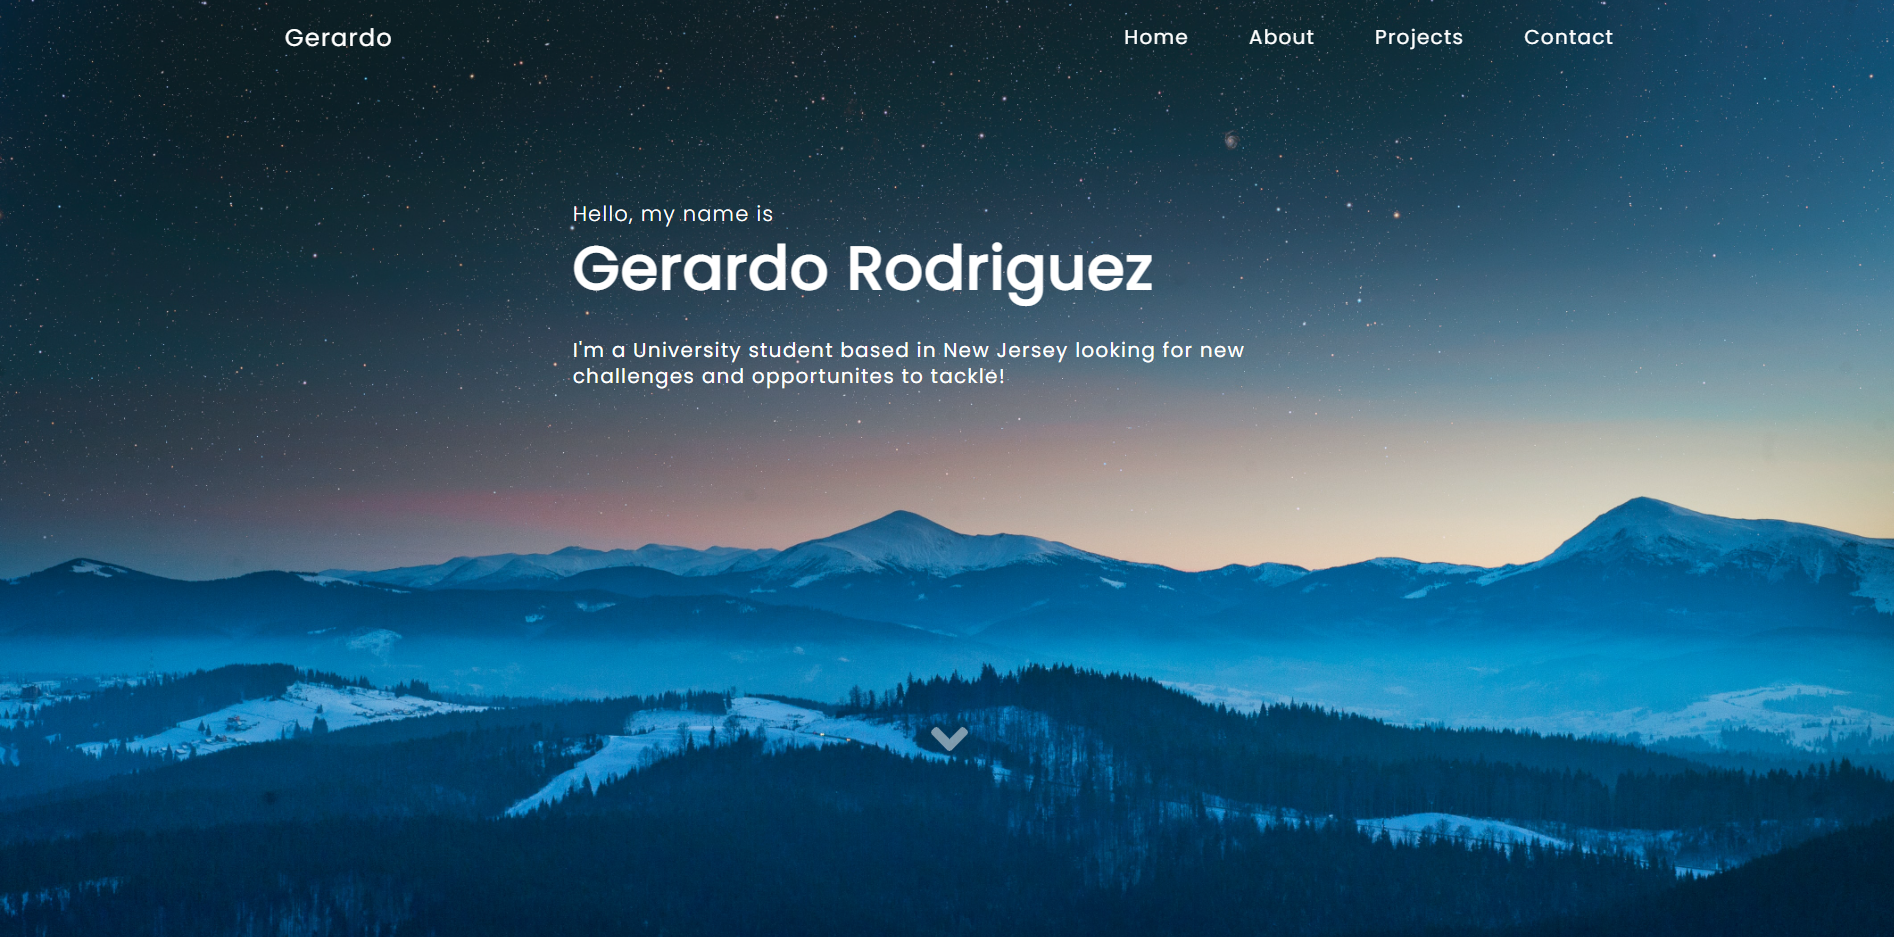 Gerardo
Home About Projects Contact
Hello, my name is
Gerardo Rodriguez
I'm a University student based in New Jersey looking for new
challenges and opportunites to tackle!